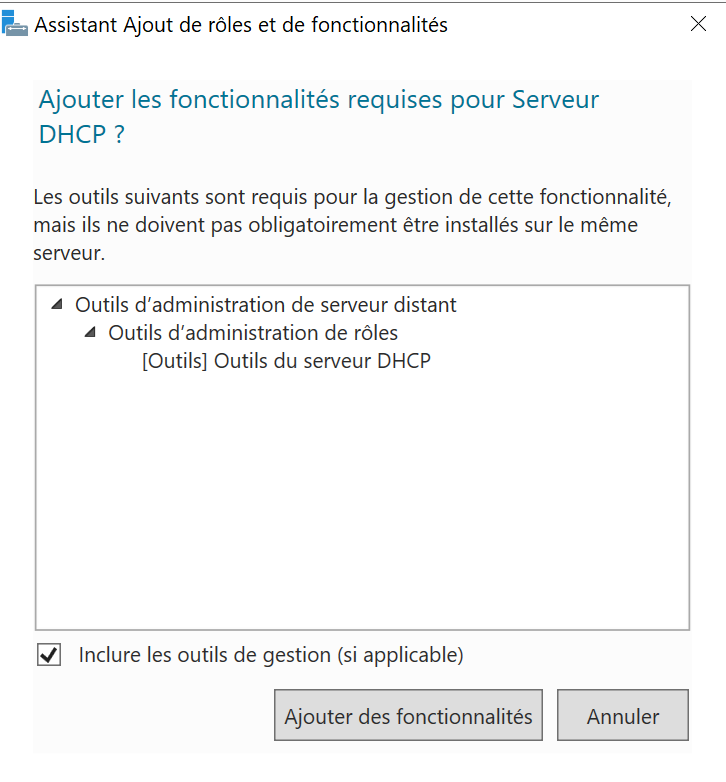 Assistant Ajout de rôles et de fonctionnalités
Ajouter les fonctionnalités requises pour Serveur
DHCP ?
Les outils suivants sont requis pour la gestion de cette fonctionnalité,
mais ils ne doivent pas obligatoirement être installés sur le même
serveur.
Outils d’administration de serveur distant
Outils d’administration de rôles
[Outils] Outils du serveur DHCP
Inclure les outils de gestion (si applicable)
Ajouter des fonctionnalités
Annuler